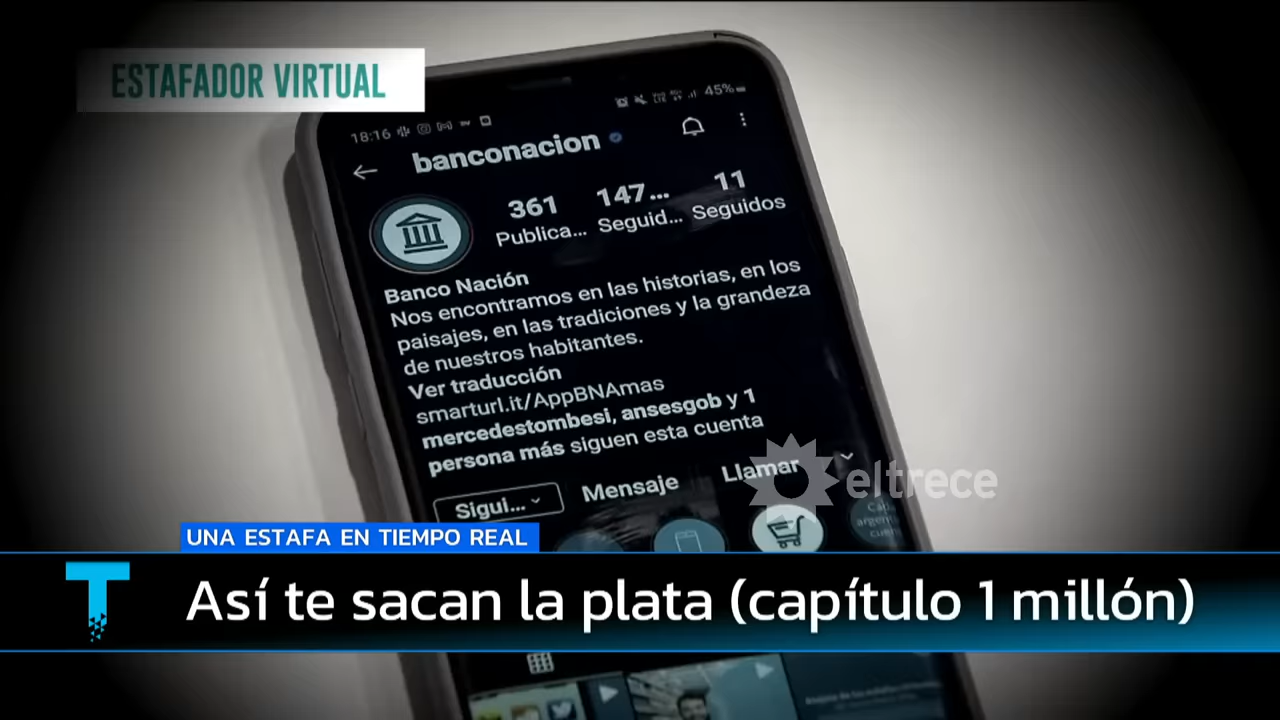 ESTAFADOR VIRTUAL
18:16
45%
banconacion
361 147... 11
Publica... Seguid... Seguidos
Banco Nación
Nos encontramos en las historias, en los
paisajes, en las tradiciones y la grandeza
de nuestros habitantes.
Ver traducción
smarturl.it/AppBNAmas
mercedestombesi, ansesgob y 1
persona más siguen esta cuenta
Sigui... Mensaje Llamar
eltrece
UNA ESTAFA EN TIEMPO REAL
T Así te sacan la plata (capítulo 1 millón)